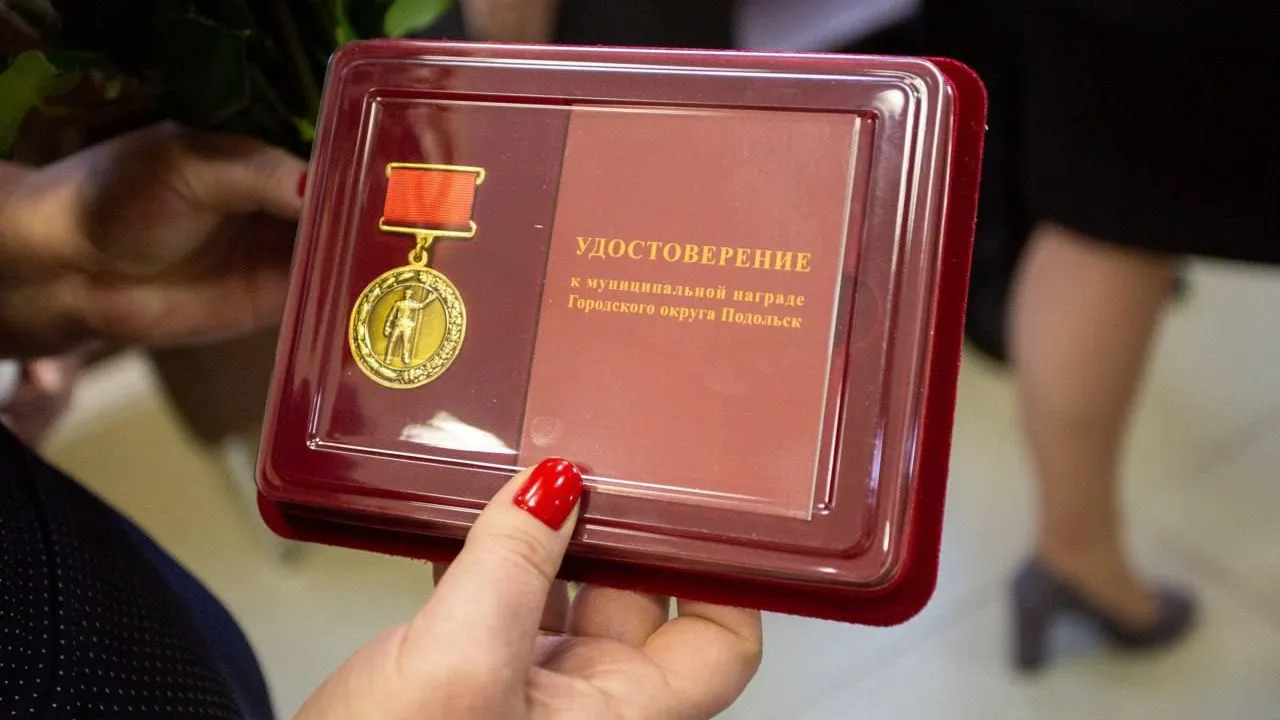 УДОСТОВЕРЕНИЕ
к муниципальной награде
Городского округа Подольск